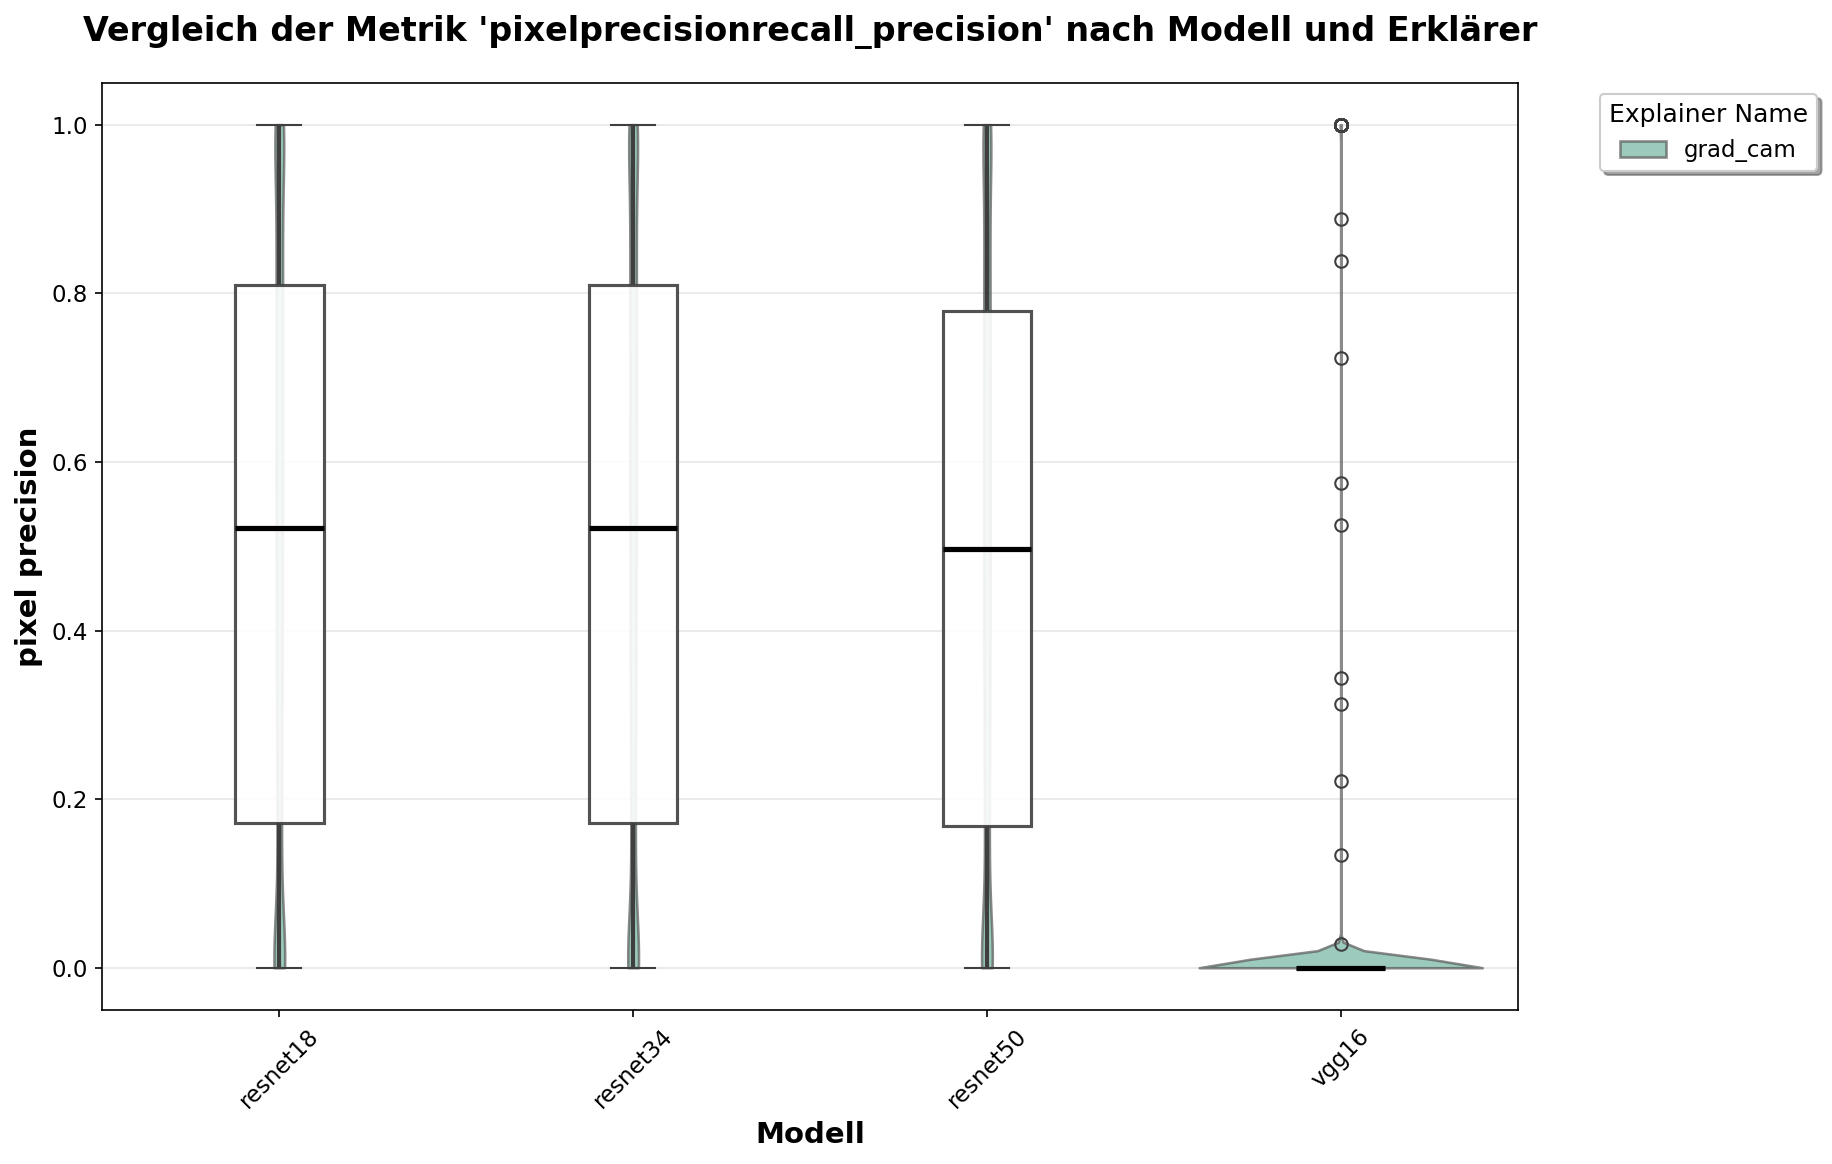 Vergleich der Metrik 'pixelprecisionrecall_precision' nach Modell und Erklärer
Explainer Name
grad_cam
pixel precision
1.0
0.8
0.6
0.4
0.2
0.0
resnet18
resnet34
resnet50
vgg16
Modell